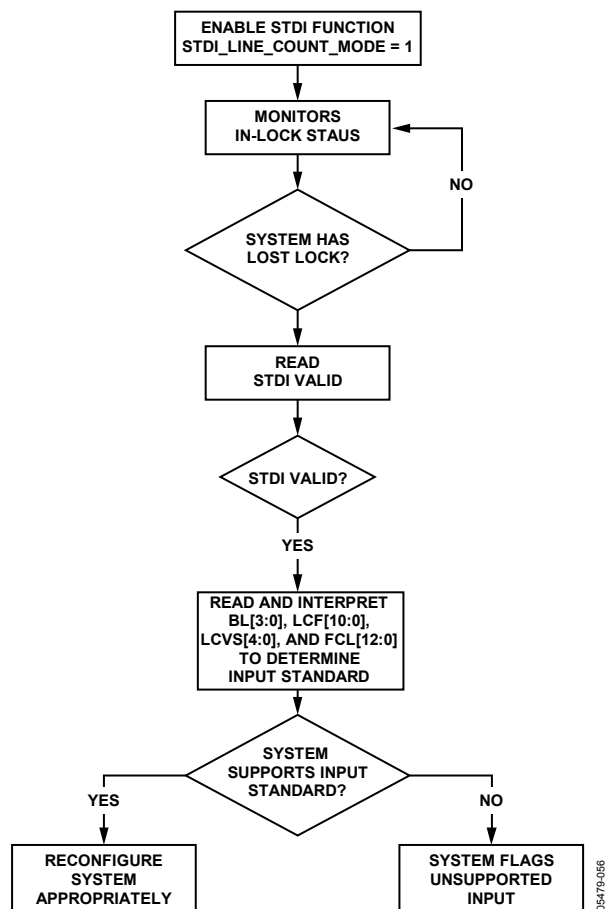 ENABLE STDI FUNCTION
STDI_LINE_COUNT_MODE = 1
MONITORS
IN-LOCK STAUS
NO
SYSTEM HAS
LOST LOCK?
READ
STDI VALID
STDI VALID?
YES
READ AND INTERPRET
BL[3:0], LCF[10:0],
LCVS[4:0], AND FCL[12:0]
TO DETERMINE
INPUT STANDARD
SYSTEM
SUPPORTS INPUT
STANDARD?
YES
NO
RECONFIGURE
SYSTEM
APPROPRIATELY
SYSTEM FLAGS
UNSUPPORTED
INPUT
05479-056